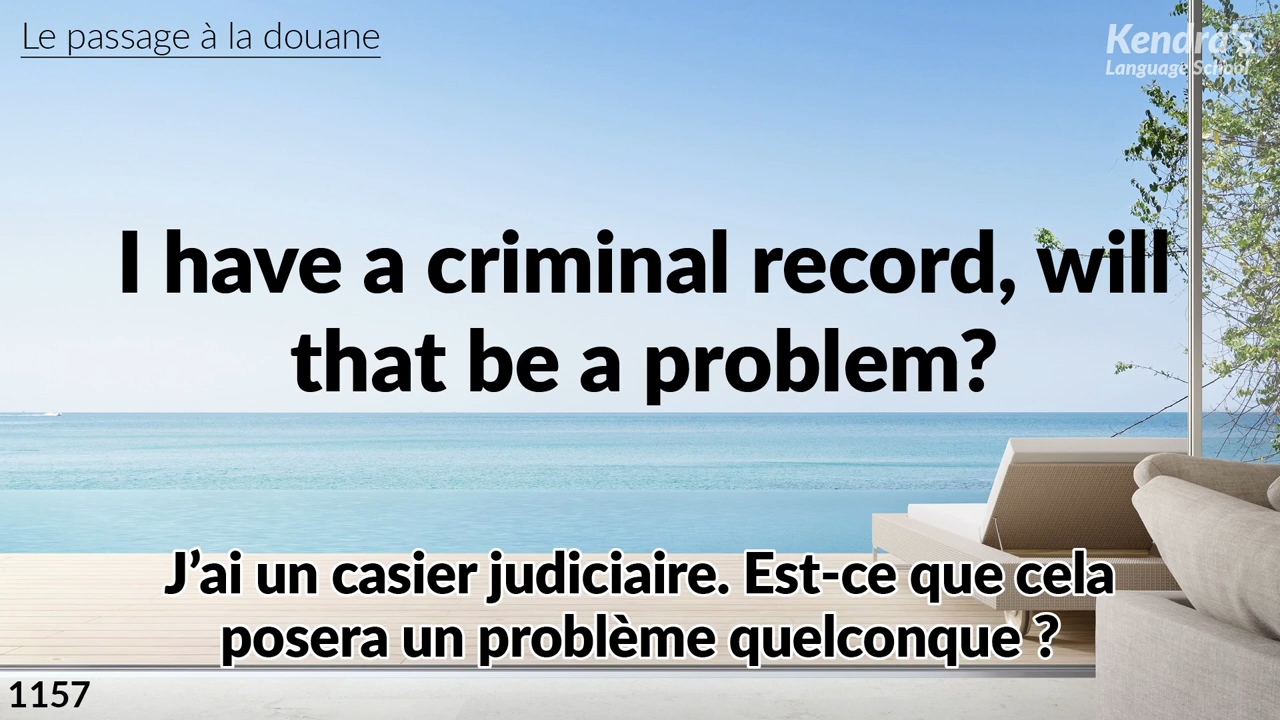 Le passage à la douane
Kendra's
Language School
I have a criminal record, will
that be a problem?
J’ai un casier judiciaire. Est-ce que cela
posera un problème quelconque ?
1157